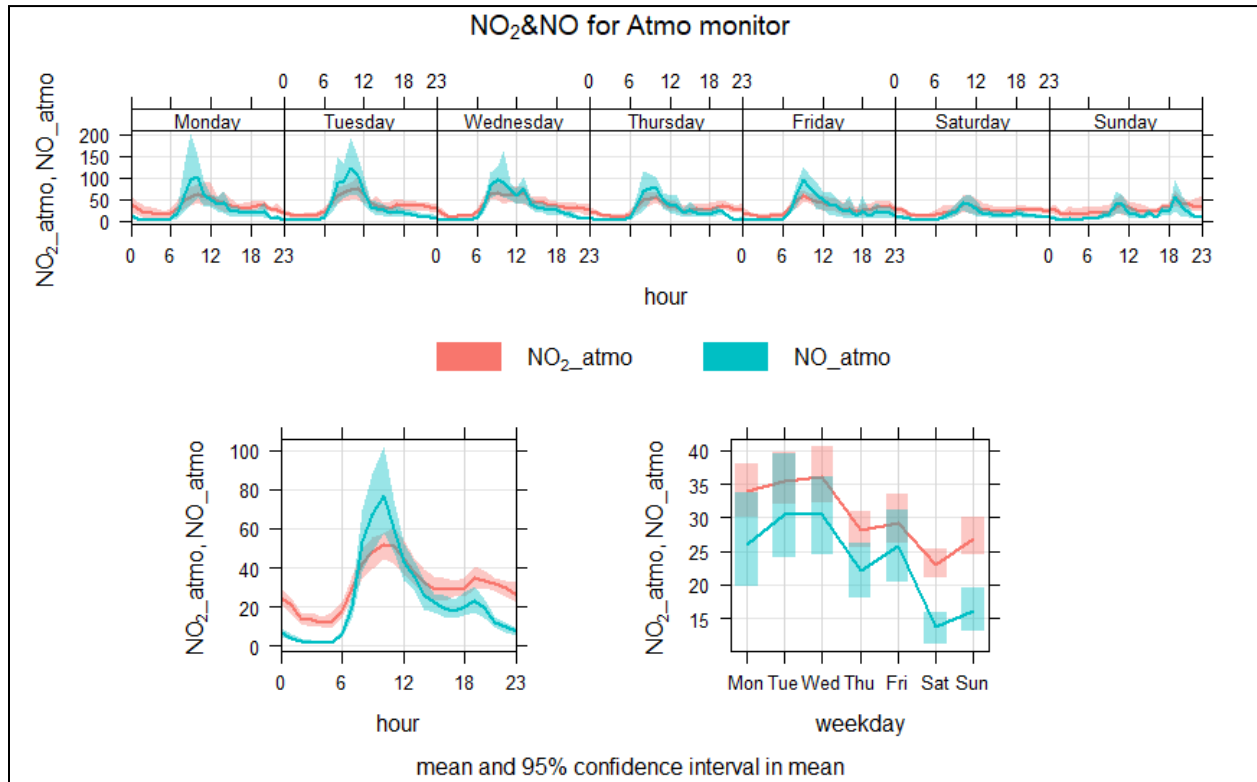 NO₂&NO for Atmo monitor
0 6 12 18 23 0 6 12 18 23 0 6 12 18 23
Monday Tuesday Wednesday Thursday Friday Saturday Sunday
NO₂_atmo, NO_atmo
200
150
100
50
0
0 6 12 18 23 0 6 12 18 23 0 6 12 18 23 0 6 12 18 23
hour
NO₂_atmo NO_atmo
NO₂_atmo, NO_atmo
100
80
60
40
20
0
0 6 12 18 23
hour
NO₂_atmo, NO_atmo
40
35
30
25
20
15
Mon Tue Wed Thu Fri Sat Sun
weekday
mean and 95% confidence interval in mean